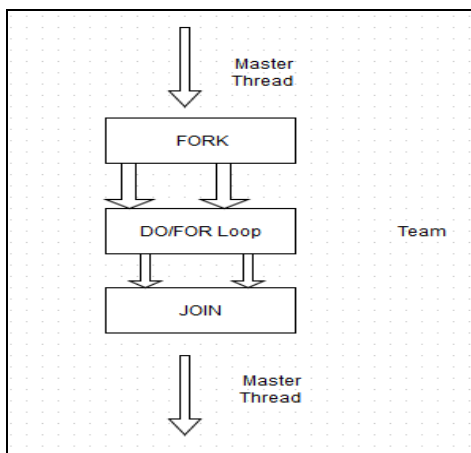 Master
Thread
FORK
DO/FOR Loop
Team
JOIN
Master
Thread